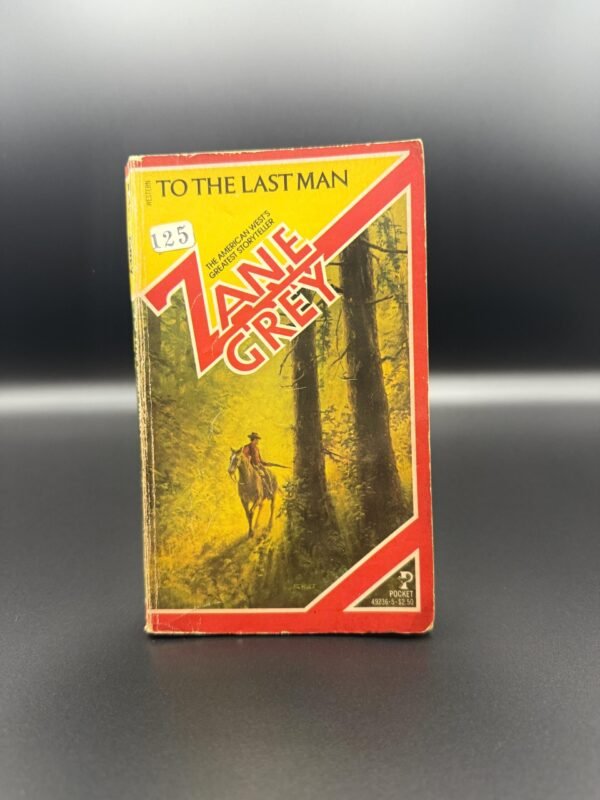 WESTERN
TO THE LAST MAN
125
THE AMERICAN WEST'S
GREATEST STORYTELLER
ZANE
GREY
P
POCKET
49236-5·$2.50